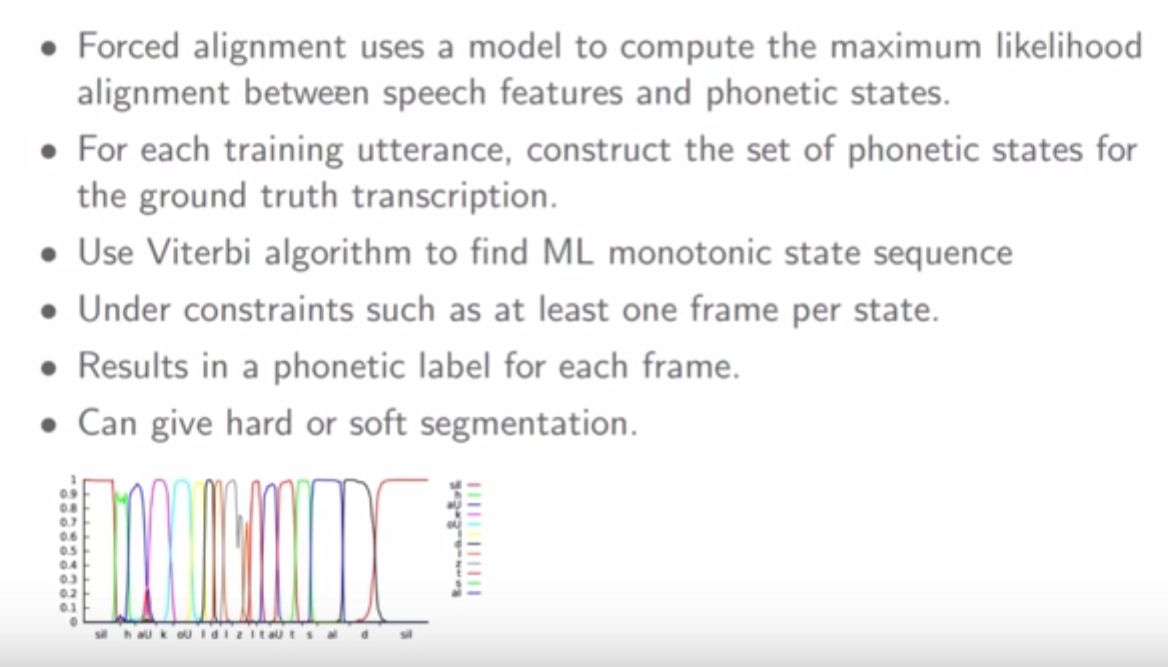 • Forced alignment uses a model to compute the maximum likelihood
alignment between speech features and phonetic states.
• For each training utterance, construct the set of phonetic states for
the ground truth transcription.
• Use Viterbi algorithm to find ML monotonic state sequence
• Under constraints such as at least one frame per state.
• Results in a phonetic label for each frame.
• Can give hard or soft segmentation.
1
0.9
0.8
0.7
0.6
0.5
0.4
0.3
0.2
0.1
0
sil h aU k oU l d I z I t aU t s aI d sil
sil
h
aU
k
oU
l
d
I
z
t
s
aI